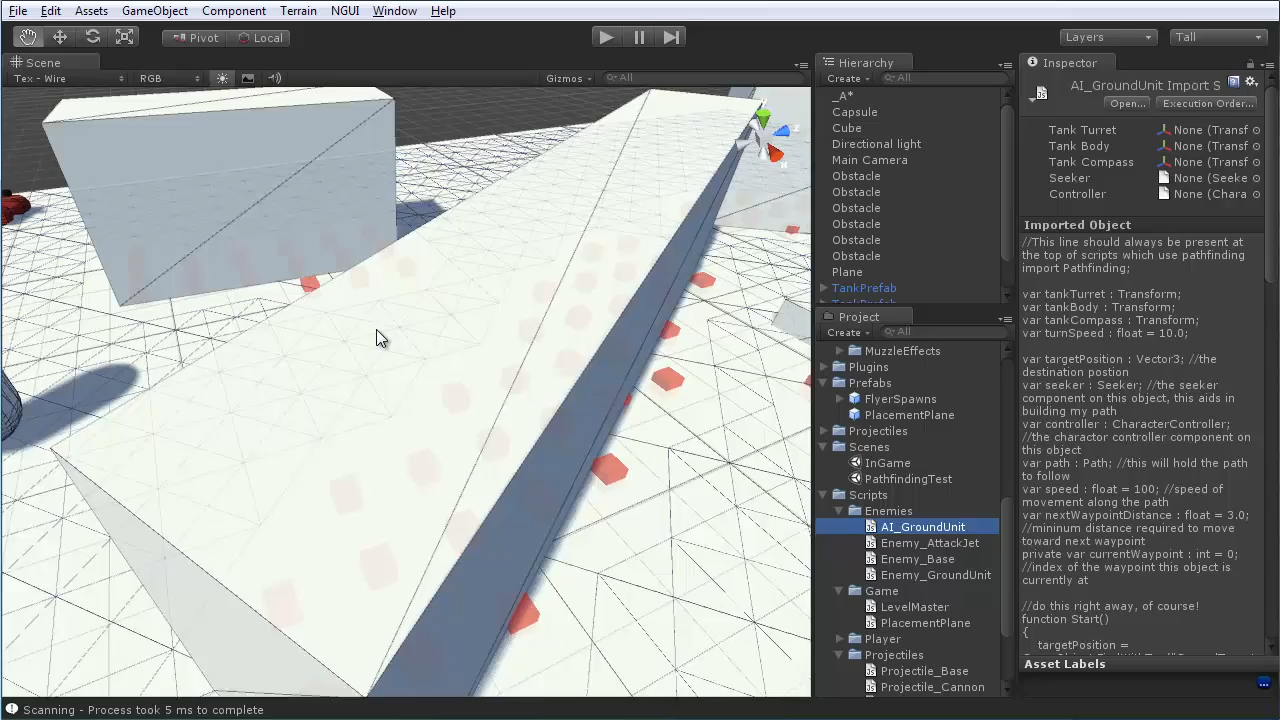 File Edit Assets GameObject Component Terrain NGUI Window Help
Pivot Local Layers Tall
Scene
Tex - Wire RGB Gizmos All
Hierarchy
Create All
_A*
Capsule
Cube
Directional light
Main Camera
Obstacle
Obstacle
Obstacle
Obstacle
Obstacle
Obstacle
Plane
TankPrefab
TankPrefab
Project
Create All
MuzzleEffects
Plugins
Prefabs
FlyerSpawns
PlacementPlane
Projectiles
Scenes
InGame
PathfindingTest
Scripts
Enemies
AI_GroundUnit
Enemy_AttackJet
Enemy_Base
Enemy_GroundUnit
Game
LevelMaster
PlacementPlane
Player
Projectiles
Projectile_Base
Projectile_Cannon
Inspector
AI_GroundUnit Import S
Open... Execution Order...
Tank Turret None (Transf
Tank Body None (Transf
Tank Compass None (Transf
Seeker None (Seeke
Controller None (Chara
Imported Object
//This line should always be present at
the top of scripts which use pathfinding
import Pathfinding;
var tankTurret : Transform;
var tankBody : Transform;
var tankCompass : Transform;
var turnSpeed : float = 10.0;
var targetPosition : Vector3; //the
destination postion
var seeker : Seeker; //the seeker
component on this object, this aids in
building my path
var controller : CharacterController;
//the charactor controller component on
this object
var path : Path; //this will hold the path
to follow
var speed : float = 100; //speed of
movement along the path
var nextWaypointDistance : float = 3.0;
//mininum distance required to move
toward next waypoint
private var currentWaypoint : int = 0;
//index of the waypoint this object is
currently at
//do this right away, of course!
function Start()
{
targetPosition =
Asset Labels
Scanning - Process took 5 ms to complete